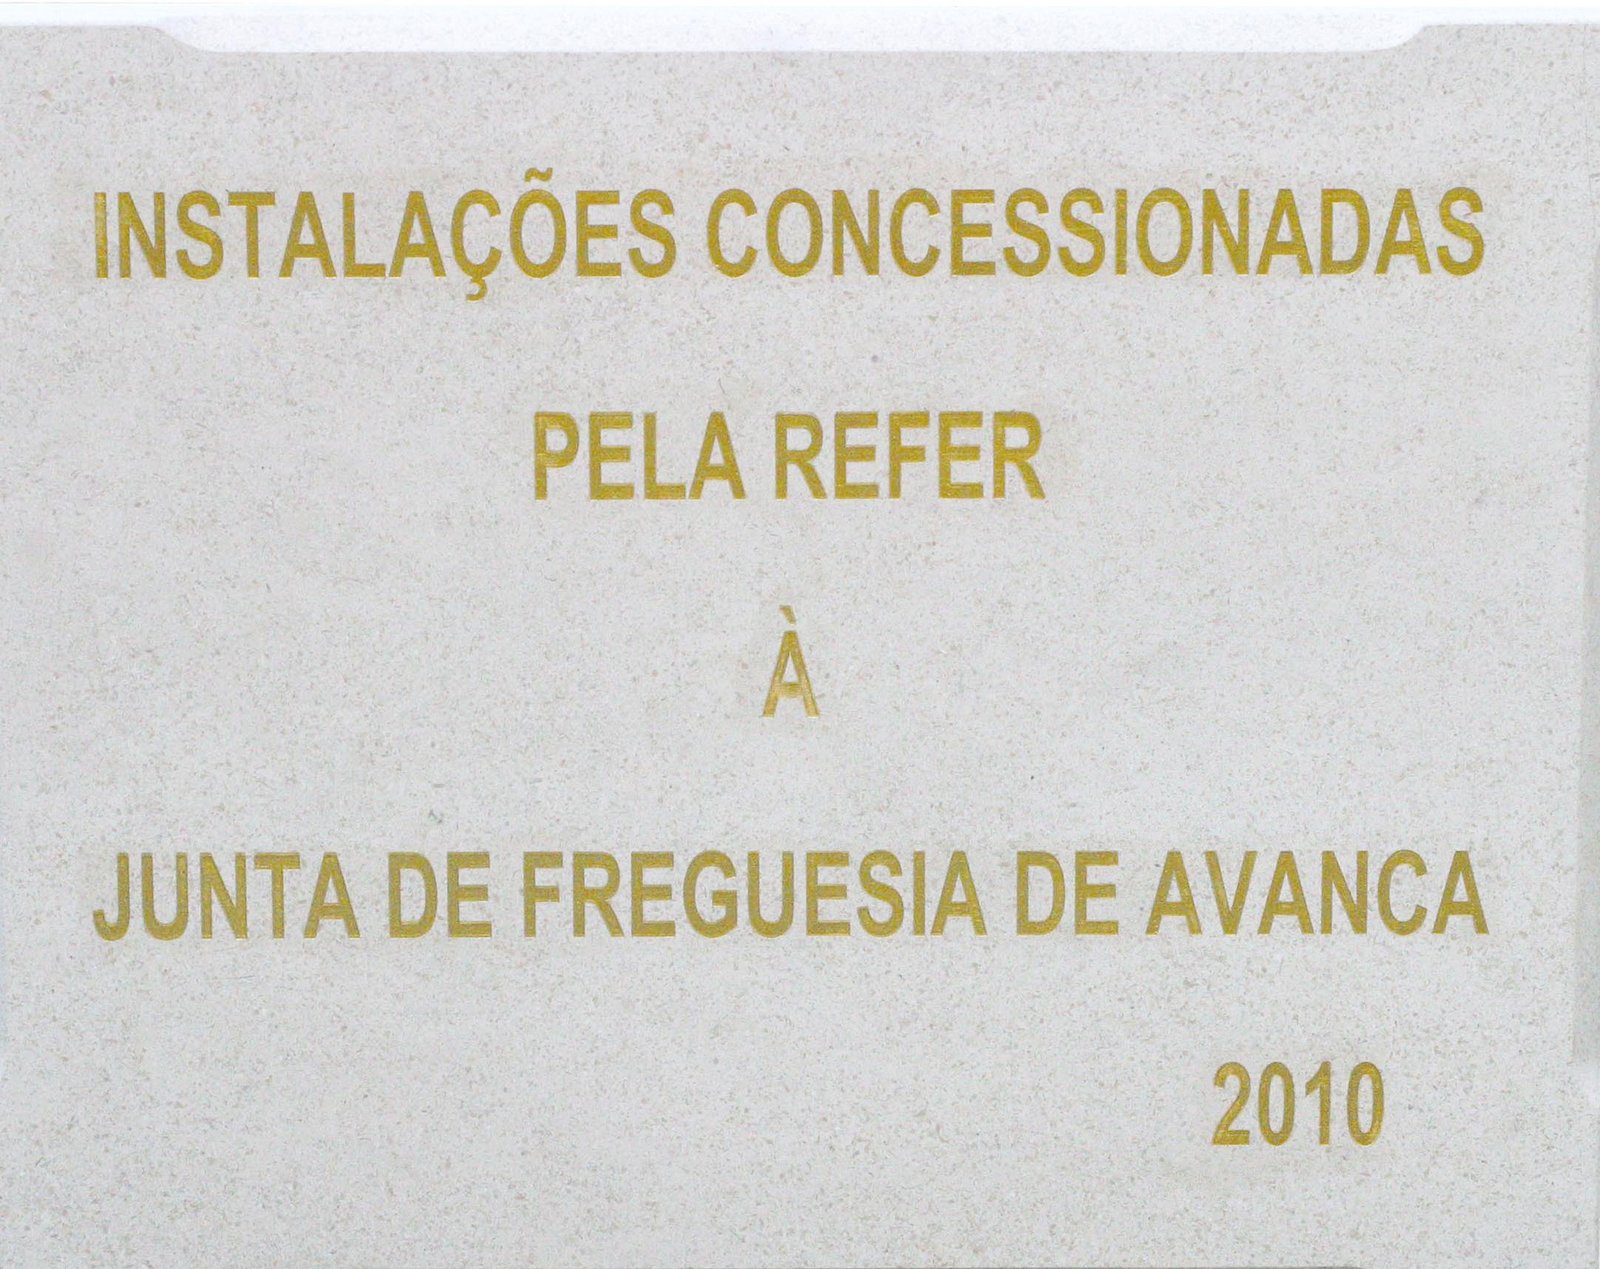 INSTALAÇÕES CONCESSIONADAS
PELA REFER
À
JUNTA DE FREGUESIA DE AVANCA
2010